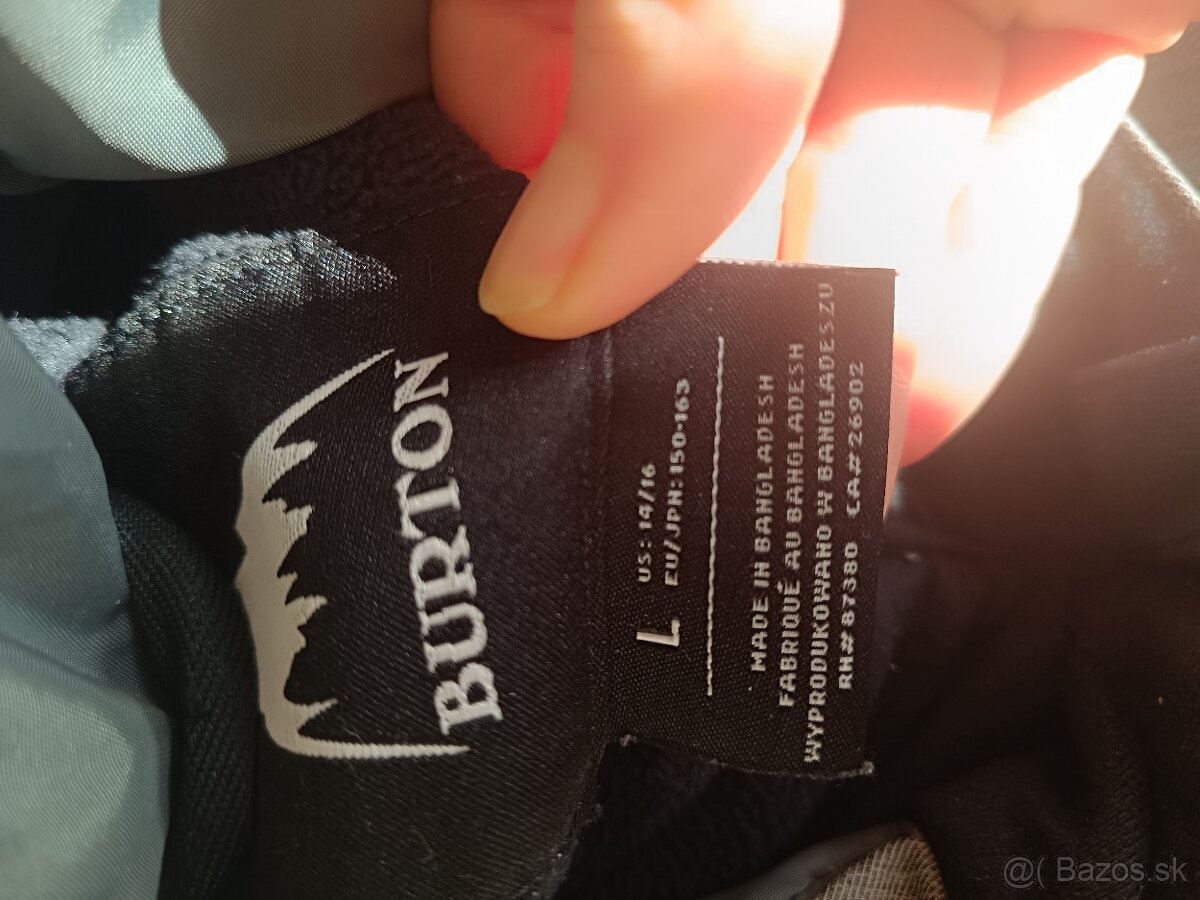 BURTON
L
US: 14/16
EU/JPN: 150-163
MADE IN BANGLADESH
FABRIQUÉ AU BANGLADESH
WYPRODUKOWANO W BANGLADESZU
RN# 87380 CA# 26902
@( Bazos.sk